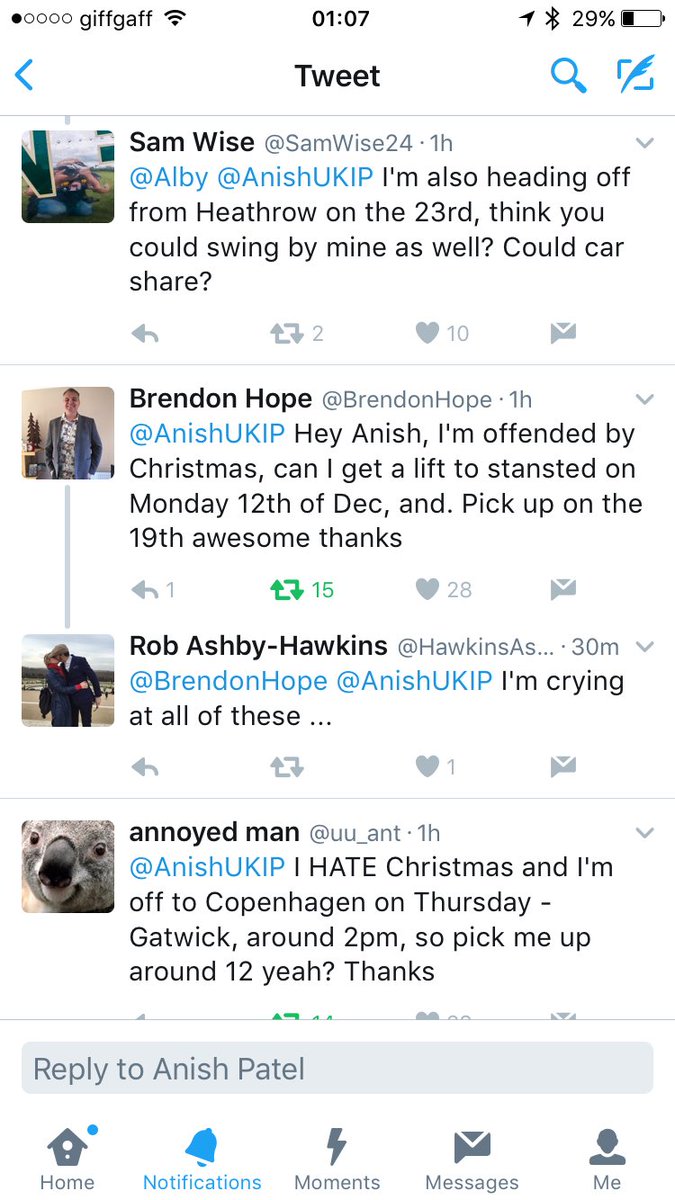 giffgaff 01:07 29%
Tweet
Sam Wise @SamWise24 · 1h
@Alby @AnishUKIP I'm also heading off
from Heathrow on the 23rd, think you
could swing by mine as well? Could car
share?
2 10
Brendon Hope @BrendonHope · 1h
@AnishUKIP Hey Anish, I'm offended by
Christmas, can I get a lift to stansted on
Monday 12th of Dec, and. Pick up on the
19th awesome thanks
1 15 28
Rob Ashby-Hawkins @HawkinsAs... · 30m
@BrendonHope @AnishUKIP I'm crying
at all of these ...
1
annoyed man @uu_ant · 1h
@AnishUKIP I HATE Christmas and I'm
off to Copenhagen on Thursday -
Gatwick, around 2pm, so pick me up
around 12 yeah? Thanks
Reply to Anish Patel
Home Notifications Moments Messages Me